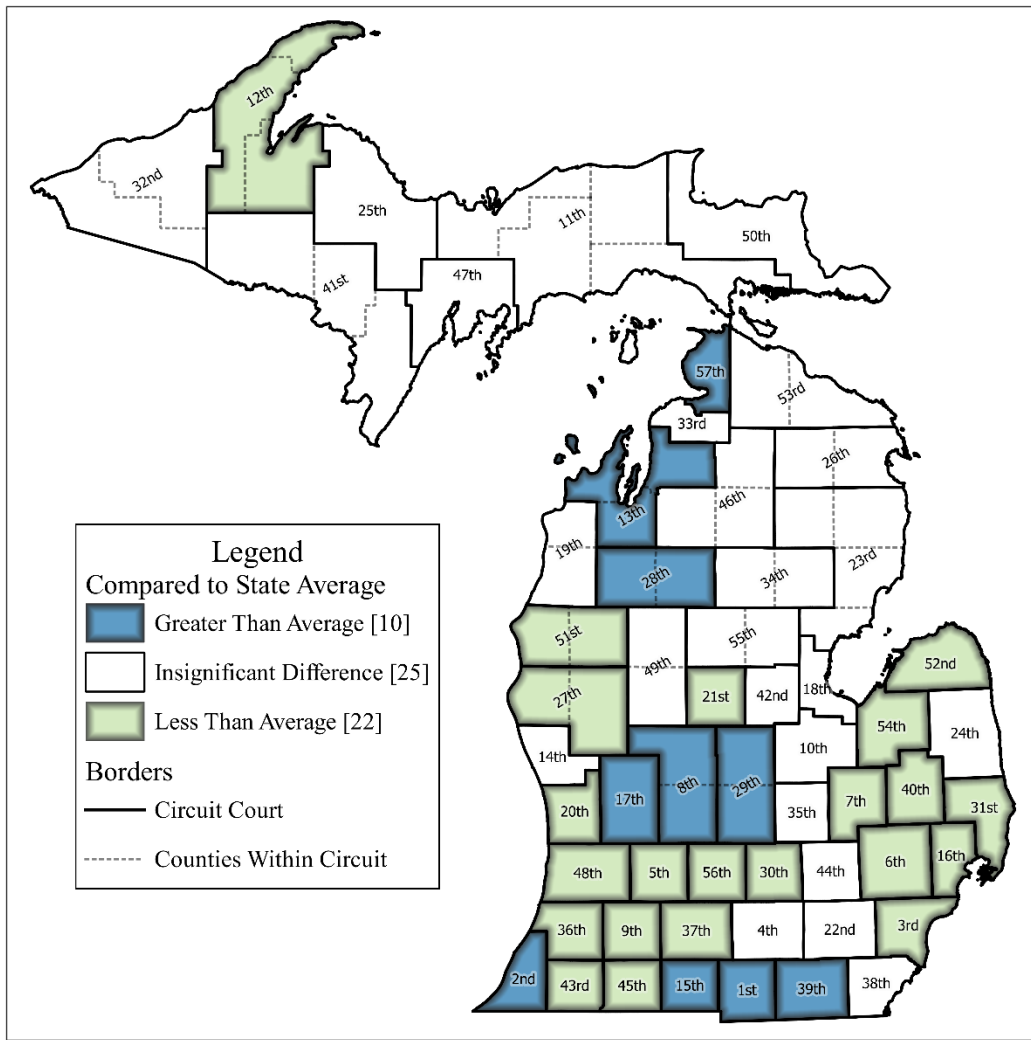 12th
32nd
25th
11th
50th
41st
47th
57th
53rd
33rd
26th
46th
13th
19th
28th
34th
23rd
51st
55th
49th
52nd
27th
21st
42nd
18th
54th
24th
14th
10th
17th
8th
29th
7th
40th
31st
20th
35th
48th
5th
56th
30th
44th
6th
16th
36th
9th
37th
4th
22nd
3rd
2nd
43rd
45th
15th
1st
39th
38th
Legend
Compared to State Average
Greater Than Average [10]
Insignificant Difference [25]
Less Than Average [22]
Borders
Circuit Court
Counties Within Circuit